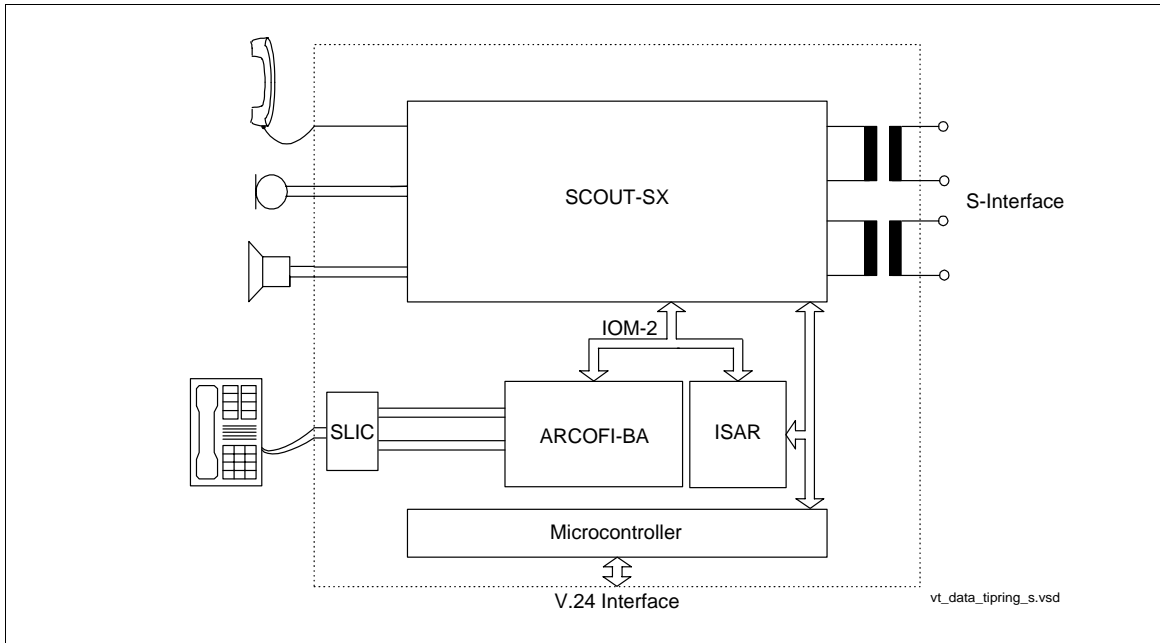 SCOUT-SX
S-Interface
IOM-2
SLIC
ARCOFI-BA
ISAR
Microcontroller
V.24 Interface
vt_data_tipring_s.vsd